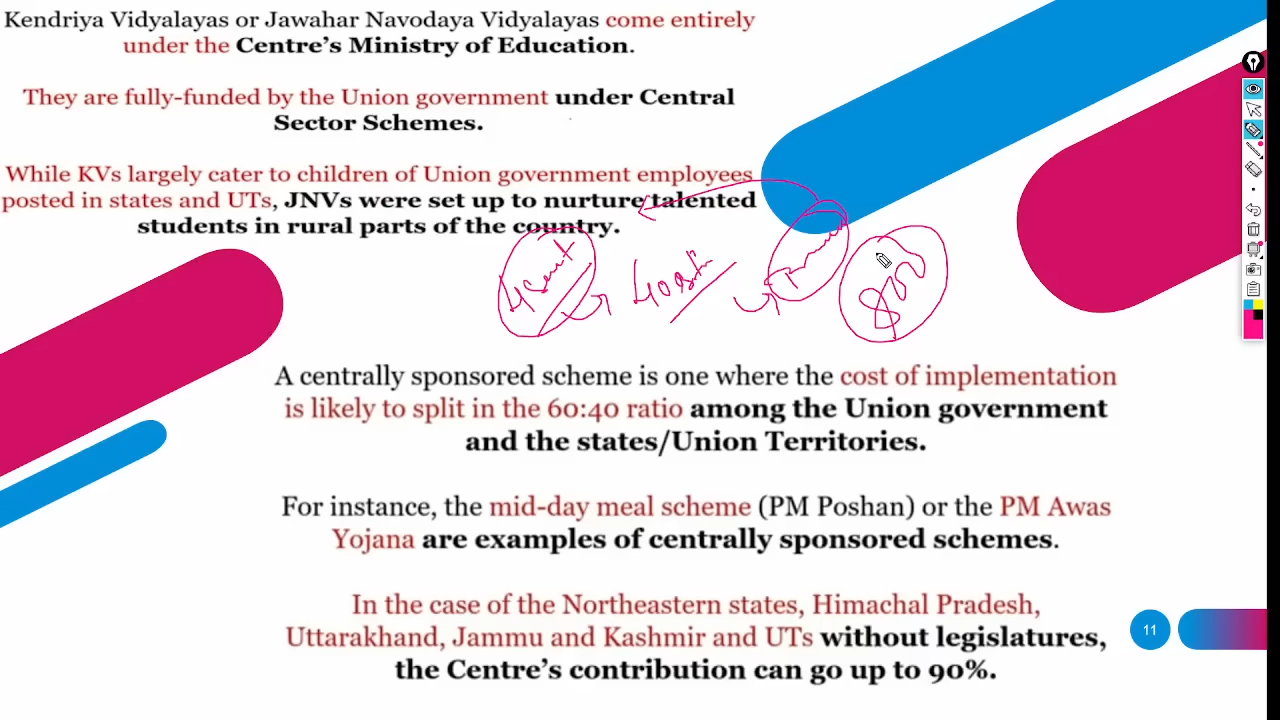 Kendriya Vidyalayas or Jawahar Navodaya Vidyalayas come entirely
under the Centre's Ministry of Education.
They are fully-funded by the Union government under Central
Sector Schemes.
While KVs largely cater to children of Union government employees
posted in states and UTs, JNVs were set up to nurture talented
students in rural parts of the country.
A centrally sponsored scheme is one where the cost of implementation
is likely to split in the 60:40 ratio among the Union government
and the states/Union Territories.
For instance, the mid-day meal scheme (PM Poshan) or the PM Awas
Yojana are examples of centrally sponsored schemes.
In the case of the Northeastern states, Himachal Pradesh,
Uttarakhand, Jammu and Kashmir and UTs without legislatures,
the Centre's contribution can go up to 90%.
11